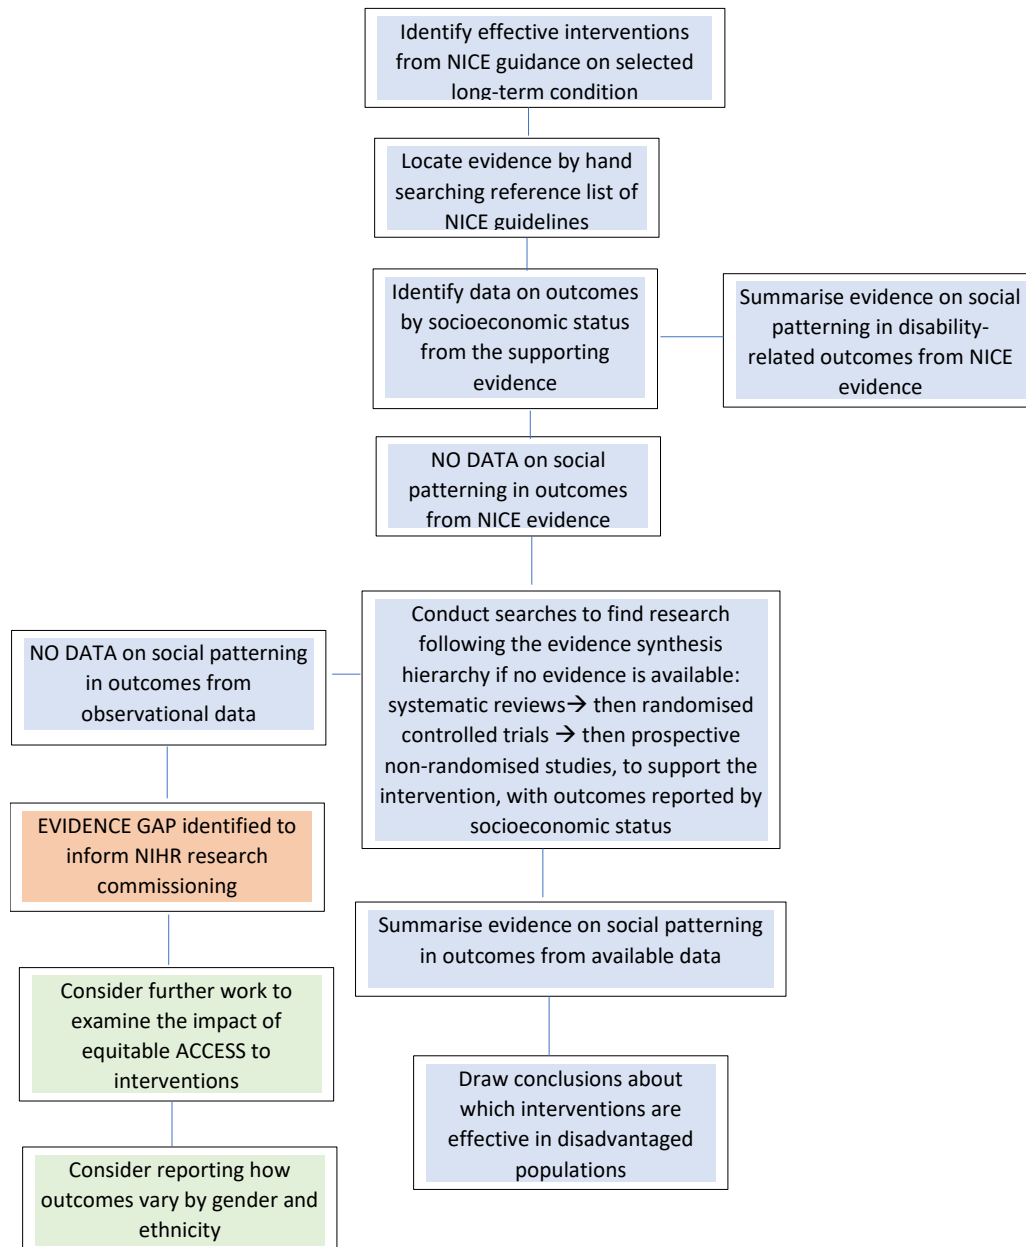 Identify effective interventions
from NICE guidance on selected
long-term condition
Locate evidence by hand
searching reference list of
NICE guidelines
Identify data on outcomes
by socioeconomic status
from the supporting
evidence
Summarise evidence on social
patterning in disability-
related outcomes from NICE
evidence
NO DATA on social
patterning in outcomes
from NICE evidence
Conduct searches to find research
following the evidence synthesis
hierarchy if no evidence is available:
systematic reviews→ then randomised
controlled trials → then prospective
non-randomised studies, to support the
intervention, with outcomes reported by
socioeconomic status
NO DATA on social patterning
in outcomes from
observational data
EVIDENCE GAP identified to
inform NIHR research
commissioning
Summarise evidence on social patterning
in outcomes from available data
Consider further work to
examine the impact of
equitable ACCESS to
interventions
Draw conclusions about
which interventions are
effective in disadvantaged
populations
Consider reporting how
outcomes vary by gender and
ethnicity